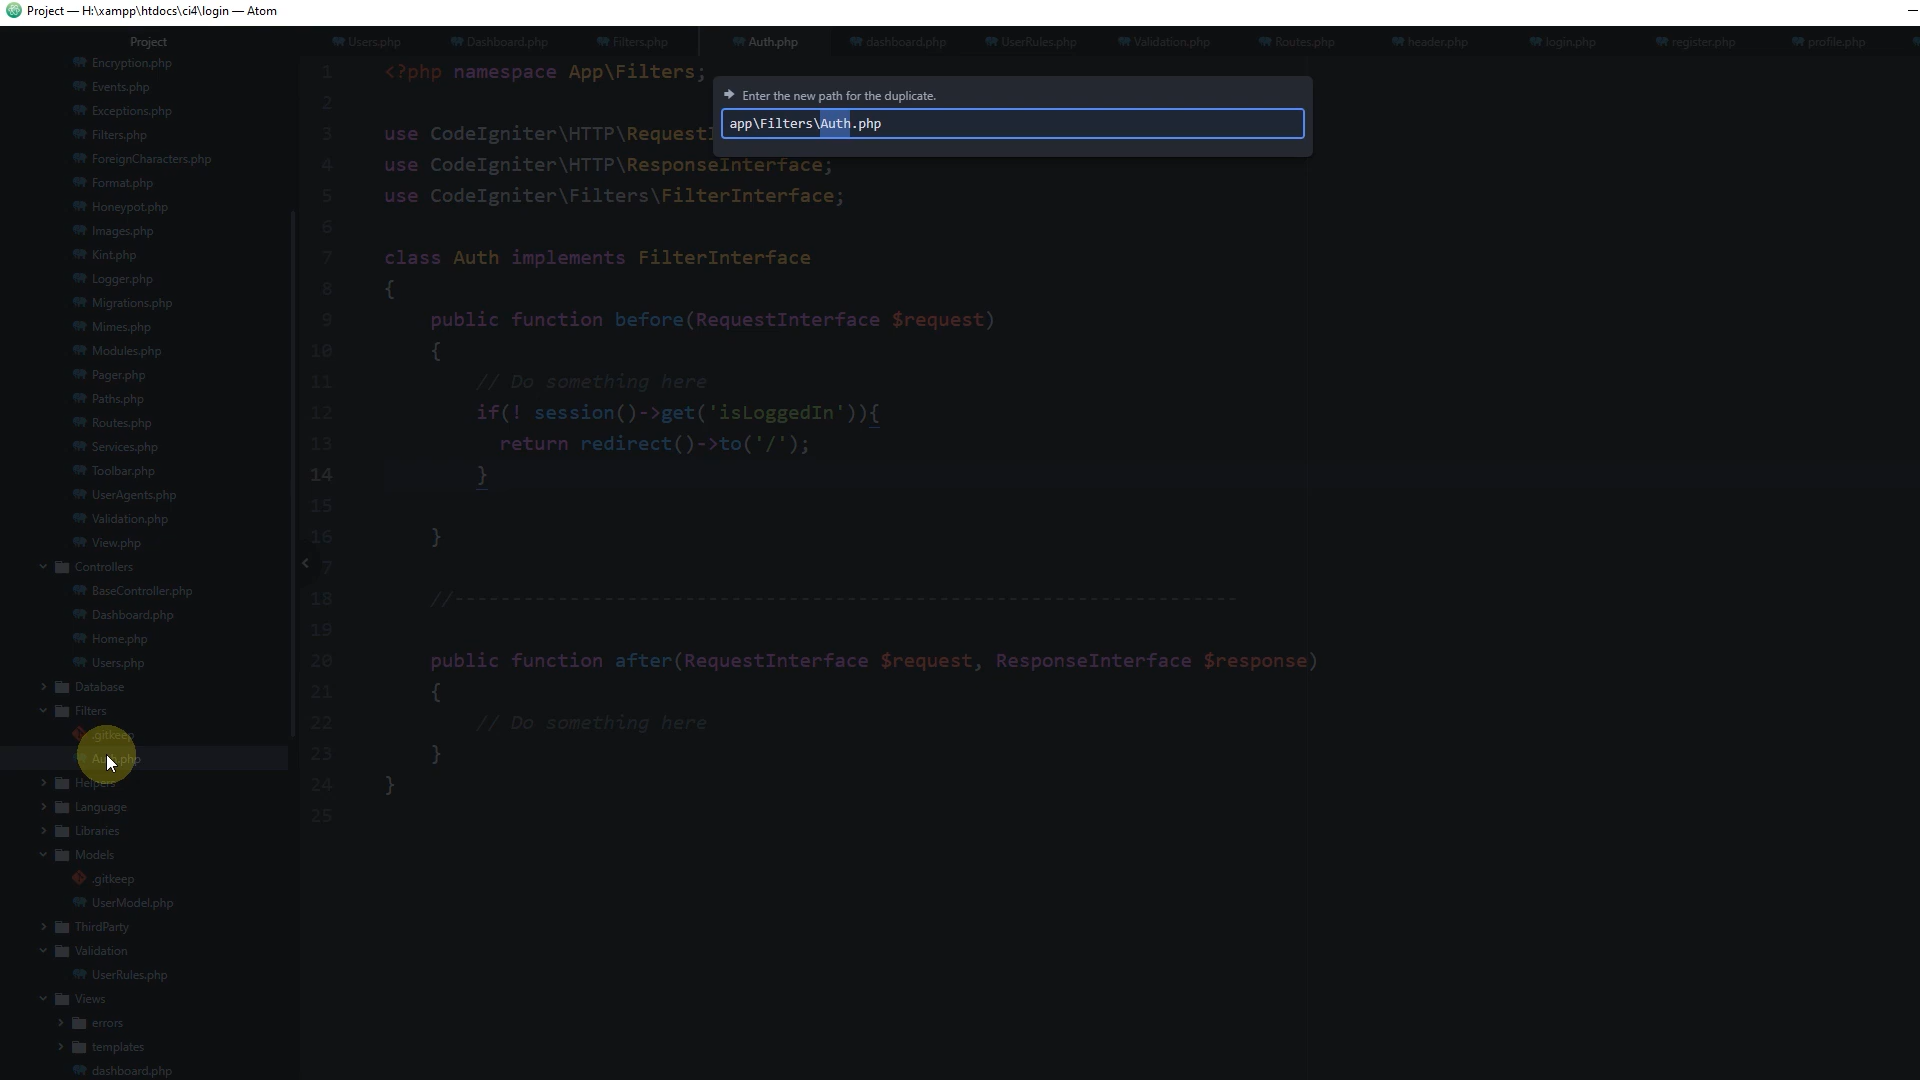 Project — H:\xampp\htdocs\ci4\login — Atom
Project
Users.php
Dashboard.php
Filters.php
Auth.php
dashboard.php
UserRules.php
Validation.php
Routes.php
header.php
login.php
register.php
profile.php
Encryption.php
Events.php
Exceptions.php
Filters.php
ForeignCharacters.php
Format.php
Honeypot.php
Images.php
Kint.php
Logger.php
Migrations.php
Mimes.php
Modules.php
Pager.php
Paths.php
Routes.php
Services.php
Toolbar.php
UserAgents.php
Validation.php
View.php
Controllers
BaseController.php
Dashboard.php
Home.php
Users.php
Database
Filters
.gitkeep
Auth.php
Helpers
Language
Libraries
Models
.gitkeep
UserModel.php
ThirdParty
Validation
UserRules.php
Views
errors
templates
dashboard.php
Enter the new path for the duplicate.
app\Filters\Auth.php
1 <?php namespace App\Filters;
2
3 use CodeIgniter\HTTP\RequestI
4 use CodeIgniter\HTTP\ResponseInterface;
5 use CodeIgniter\Filters\FilterInterface;
6
7 class Auth implements FilterInterface
8 {
9 public function before(RequestInterface $request)
10 {
11 // Do something here
12 if(! session()->get('isLoggedIn')){
13 return redirect()->to('/');
14 }
15
16 }
7
18 //--------------------------------------------------------------------
19
20 public function after(RequestInterface $request, ResponseInterface $response)
21 {
22 // Do something here
23 }
24 }
25